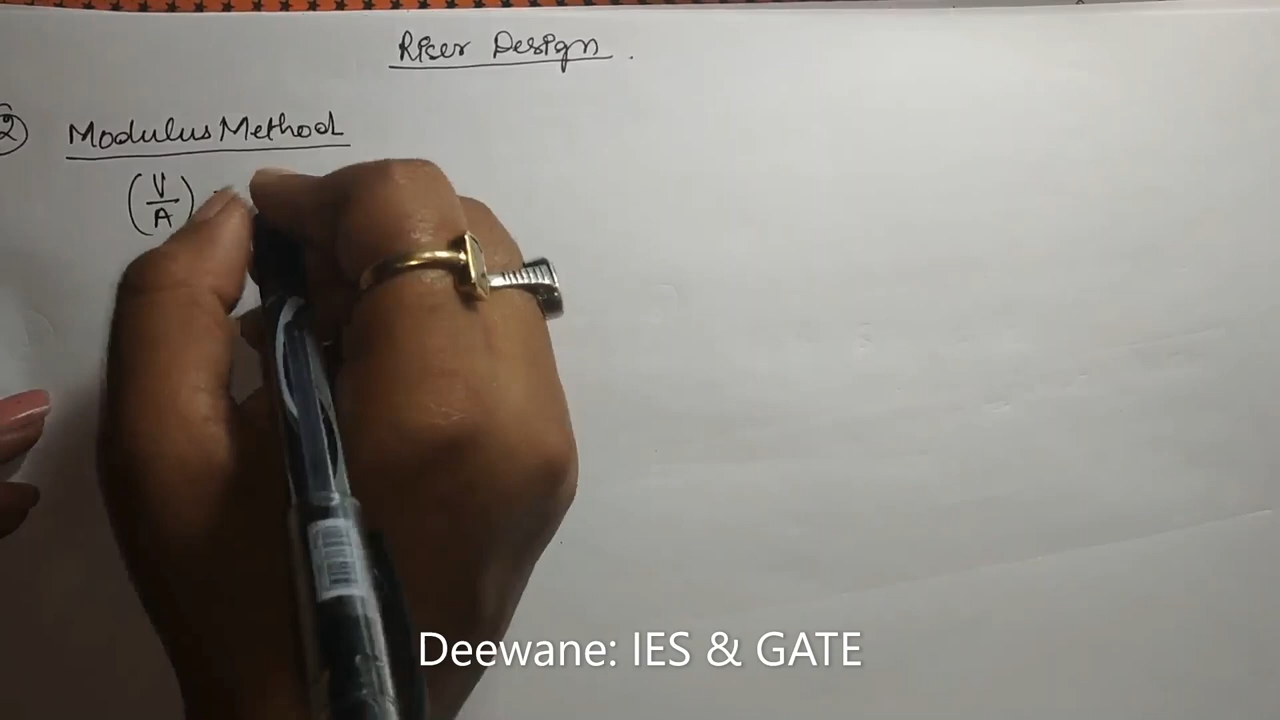 Riser Design.
② Modulus Method
(V/A)
Deewane: IES & GATE